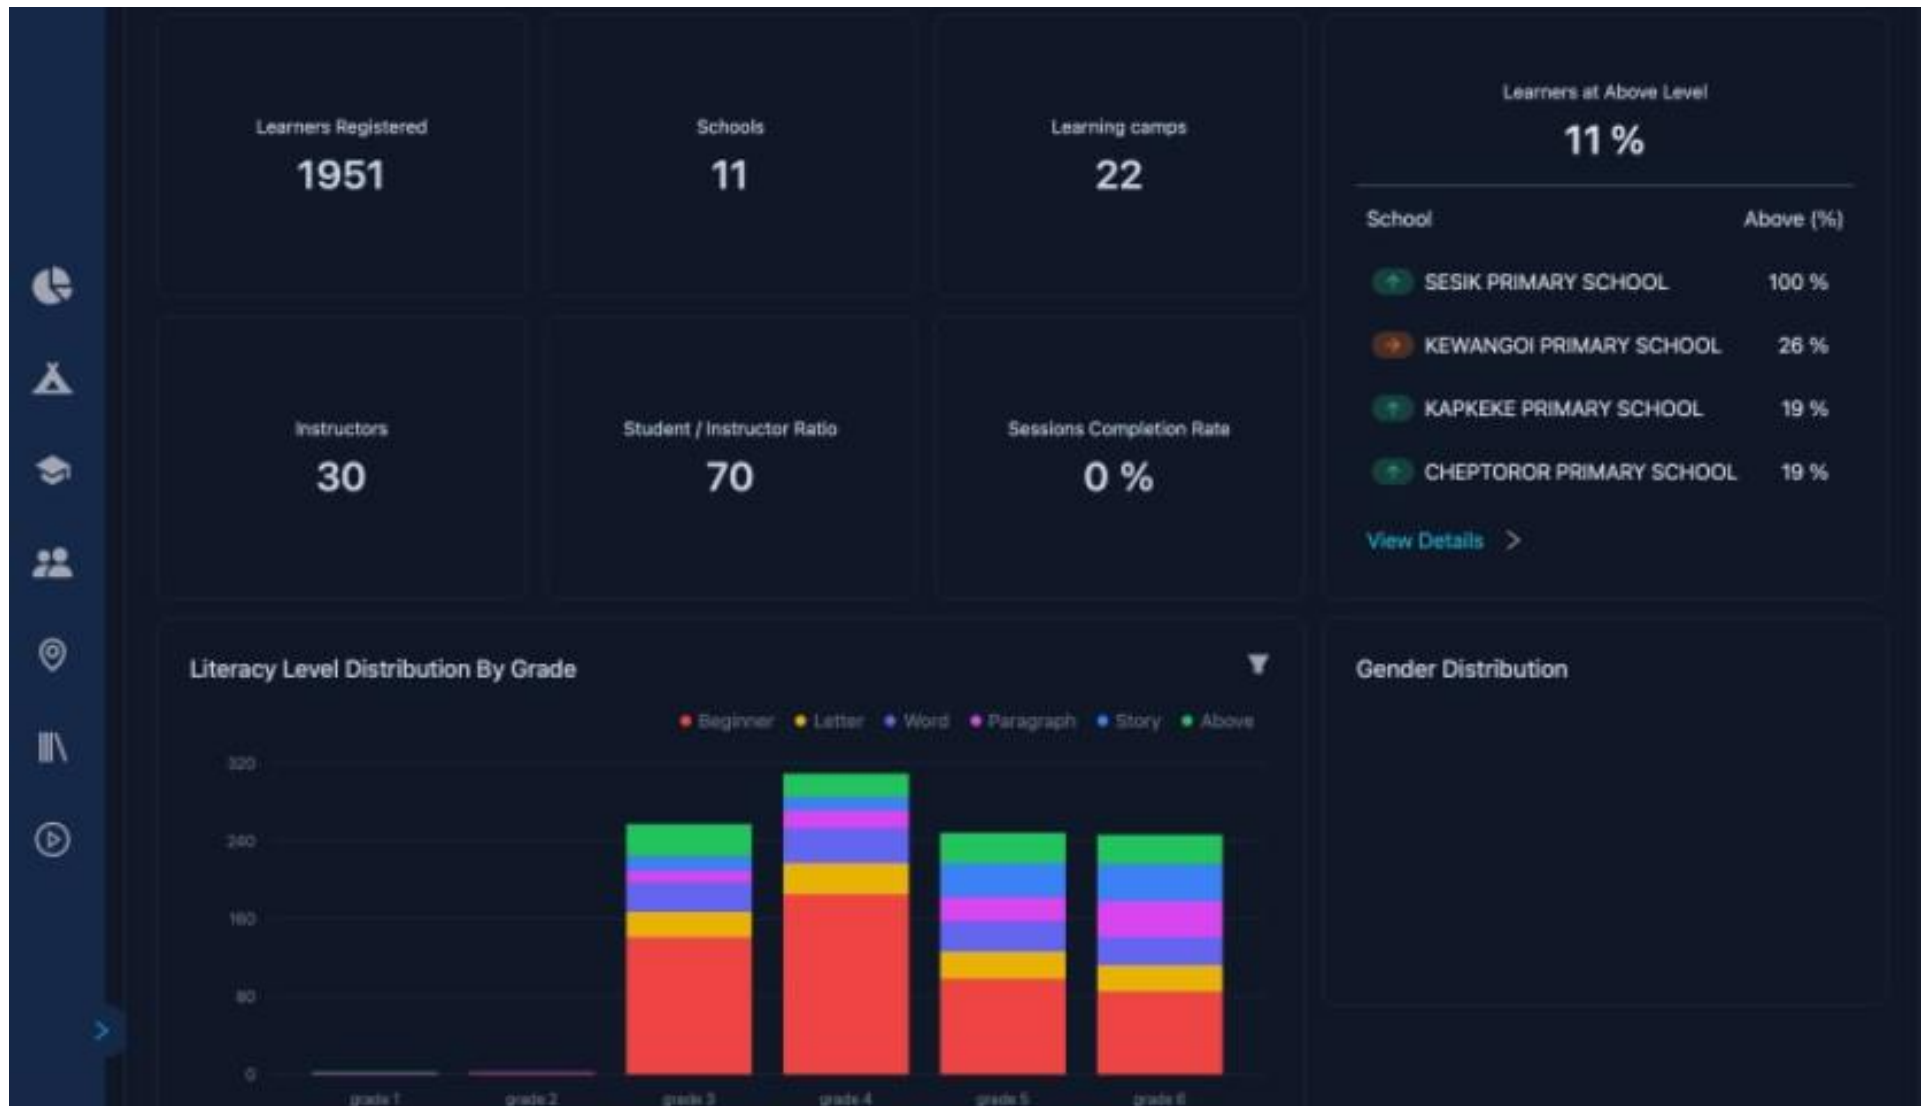 Learners Registered
1951
Schools
11
Learning camps
22
Learners at Above Level
11 %
School Above (%)
SESIK PRIMARY SCHOOL 100 %
KEWANGOI PRIMARY SCHOOL 26 %
KAPKEKE PRIMARY SCHOOL 19 %
CHEPTOROR PRIMARY SCHOOL 19 %
View Details
Instructors
30
Student / Instructor Ratio
70
Sessions Completion Rate
0 %
Literacy Level Distribution By Grade
Beginner Letter Word Paragraph Story Above
320
240
160
80
0
grade 1 grade 2 grade 3 grade 4 grade 5 grade 6
Gender Distribution